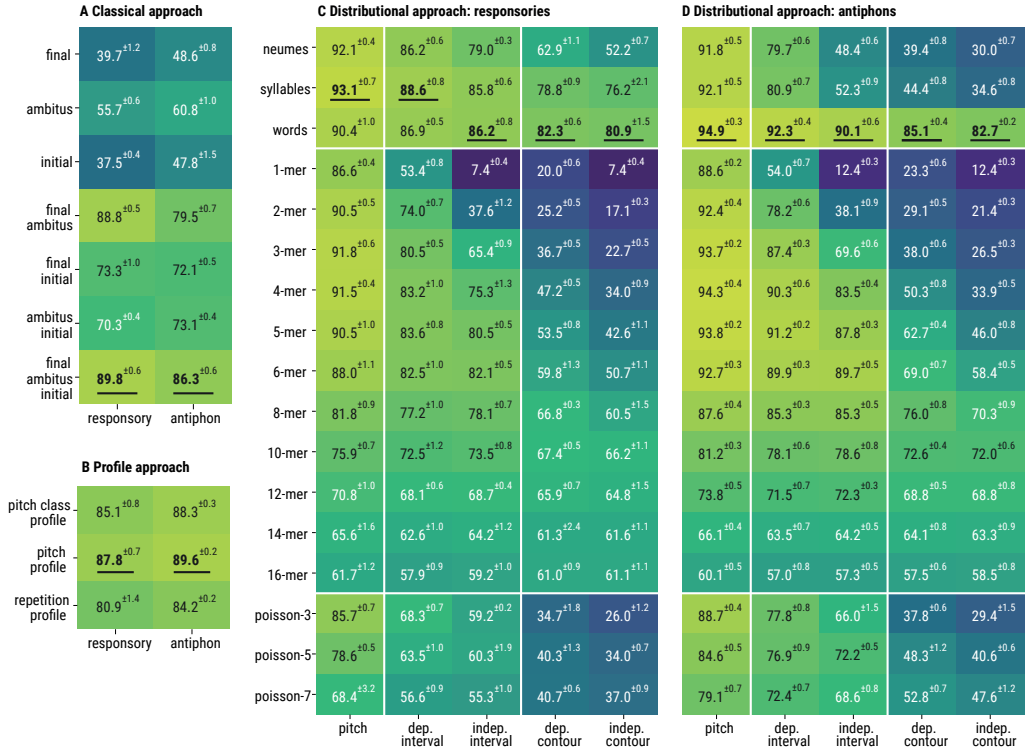 A Classical approach
final 39.7±1.2 48.6±0.8
ambitus 55.7±0.6 60.8±1.0
initial 37.5±0.4 47.8±1.5
final
ambitus 88.8±0.5 79.5±0.7
final
initial 73.3±1.0 72.1±0.5
ambitus
initial 70.3±0.4 73.1±0.4
final
ambitus
initial 89.8±0.6 86.3±0.6
responsory antiphon
B Profile approach
pitch class
profile 85.1±0.8 88.3±0.3
pitch
profile 87.8±0.7 89.6±0.2
repetition
profile 80.9±1.4 84.2±0.2
responsory antiphon
C Distributional approach: responsories
neumes 92.1±0.4 86.2±0.6 79.0±0.3 62.9±1.1 52.2±0.7
syllables 93.1±0.7 88.6±0.8 85.8±0.6 78.8±0.9 76.2±2.1
words 90.4±1.0 86.9±0.5 86.2±0.8 82.3±0.6 80.9±1.5
1-mer 86.6±0.4 53.4±0.8 7.4±0.4 20.0±0.6 7.4±0.4
2-mer 90.5±0.5 74.0±0.7 37.6±1.2 25.2±0.5 17.1±0.3
3-mer 91.8±0.6 80.5±0.5 65.4±0.9 36.7±0.5 22.7±0.5
4-mer 91.5±0.4 83.2±1.0 75.3±1.3 47.2±0.5 34.0±0.9
5-mer 90.5±1.0 83.6±0.8 80.5±0.5 53.5±0.8 42.6±1.1
6-mer 88.0±1.1 82.5±1.0 82.1±0.5 59.8±1.3 50.7±1.1
8-mer 81.8±0.9 77.2±1.0 78.1±0.7 66.8±0.3 60.5±1.5
10-mer 75.9±0.7 72.5±1.2 73.5±0.8 67.4±0.5 66.2±1.1
12-mer 70.8±1.0 68.1±0.6 68.7±0.4 65.9±0.7 64.8±1.5
14-mer 65.6±1.6 62.6±1.0 64.2±1.2 61.3±2.4 61.6±1.1
16-mer 61.7±1.2 57.9±0.9 59.2±1.0 61.0±0.9 61.1±1.1
poisson-3 85.7±0.7 68.3±0.7 59.2±0.2 34.7±1.8 26.0±1.2
poisson-5 78.6±0.5 63.5±1.0 60.3±1.9 40.3±1.3 34.0±0.7
poisson-7 68.4±3.2 56.6±0.9 55.3±1.0 40.7±0.6 37.0±0.9
pitch dep. indep. dep. indep.
interval interval contour contour
D Distributional approach: antiphons
91.8±0.5 79.7±0.6 48.4±0.6 39.4±0.8 30.0±0.7
92.1±0.5 80.9±0.7 52.3±0.9 44.4±0.8 34.6±0.8
94.9±0.3 92.3±0.4 90.1±0.6 85.1±0.4 82.7±0.2
88.6±0.2 54.0±0.7 12.4±0.3 23.3±0.6 12.4±0.3
92.4±0.4 78.2±0.6 38.1±0.9 29.1±0.5 21.4±0.3
93.7±0.2 87.4±0.3 69.6±0.6 38.0±0.6 26.5±0.3
94.3±0.4 90.3±0.6 83.5±0.4 50.3±0.8 33.9±0.5
93.8±0.2 91.2±0.2 87.8±0.3 62.7±0.4 46.0±0.8
92.7±0.3 89.9±0.3 89.7±0.5 69.0±0.7 58.4±0.5
87.6±0.4 85.3±0.3 85.3±0.5 76.0±0.8 70.3±0.9
81.2±0.3 78.1±0.6 78.6±0.8 72.6±0.4 72.0±0.6
73.8±0.5 71.5±0.7 72.3±0.3 68.8±0.5 68.8±0.8
66.1±0.4 63.5±0.7 64.2±0.5 64.1±0.8 63.3±0.9
60.1±0.5 57.0±0.8 57.3±0.5 57.5±0.6 58.5±0.8
88.7±0.4 77.8±0.8 66.0±1.5 37.8±0.6 29.4±1.5
84.6±0.5 76.9±0.9 72.2±0.5 48.3±1.2 40.6±0.6
79.1±0.7 72.4±0.7 68.6±0.8 52.8±0.7 47.6±1.2
pitch dep. indep. dep. indep.
interval interval contour contour